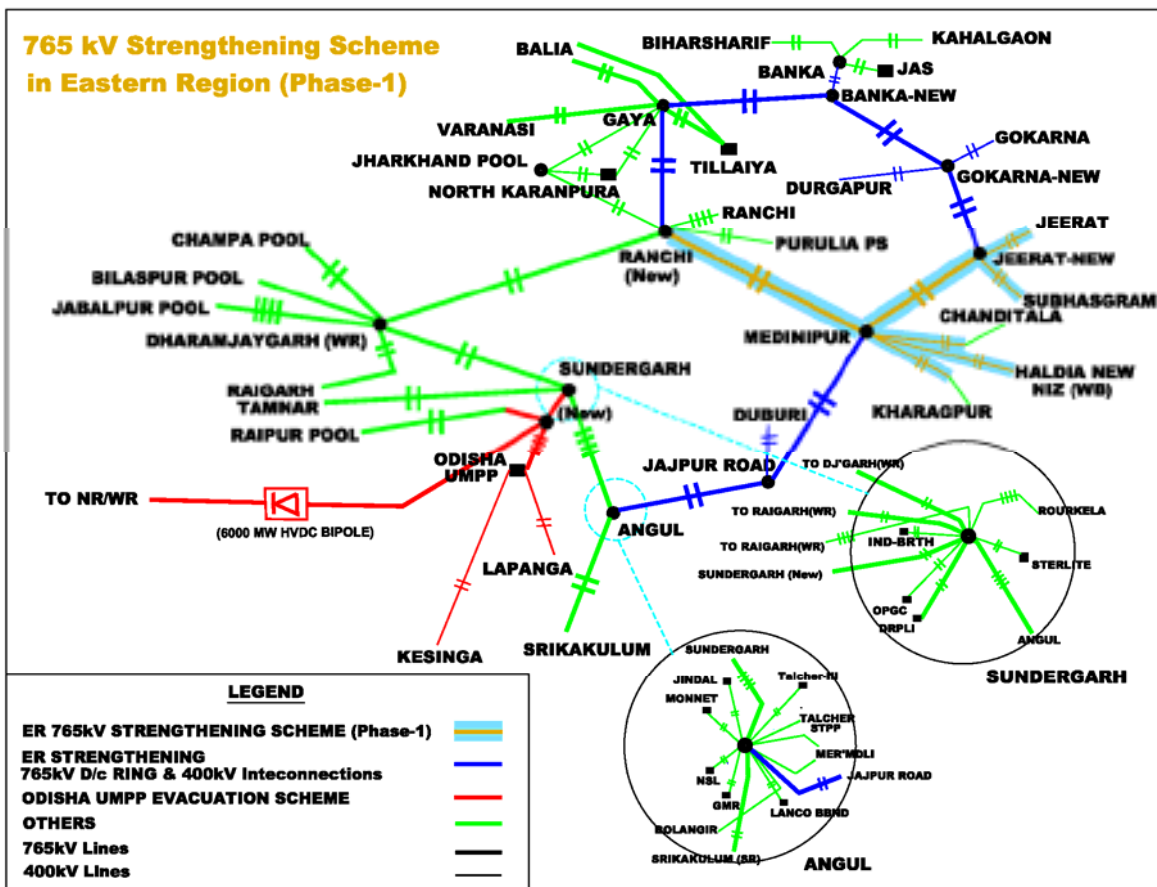 765 kV Strengthening Scheme
in Eastern Region (Phase-1)
BALIA
BIHARSHARIF
KAHALGAON
BANKA
JAS
BANKA-NEW
VARANASI
GAYA
TILLAIYA
JHARKHAND POOL
NORTH KARANPURA
GOKARNA
DURGAPUR
GOKARNA-NEW
RANCHI
PURULIA PS
RANCHI
(New)
JEERAT
JEERAT-NEW
SUBHASGRAM
CHANDITALA
MEDINIPUR
HALDIA NEW
NIZ (WB)
KHARAGPUR
CHAMPA POOL
BILASPUR POOL
JABALPUR POOL
DHARAMJAYGARH (WR)
RAIGARH
TAMNAR
RAIPUR POOL
SUNDERGARH
(New)
DUBURI
JAJPUR ROAD
ODISHA
UMPP
TO NR/WR
(6000 MW HVDC BIPOLE)
ANGUL
LAPANGA
KESINGA
SRIKAKULUM
TO DJ'GARH(WR)
TO RAIGARH(WR)
ROURKELA
IND-BRTH
TO RAIGARH(WR)
STERLITE
SUNDERGARH (New)
OPGC
DRPLI
ANGUL
SUNDERGARH
SUNDERGARH
JINDAL
Talcher-III
MONNET
TALCHER
STPP
MER'MDLI
JAJPUR ROAD
NSL
GMR
LANCO BBND
BOLANGIR
SRIKAKULUM (SR)
ANGUL
LEGEND
ER 765kV STRENGTHENING SCHEME (Phase-1)
ER STRENGTHENING
765kV D/c RING & 400kV Inteconnections
ODISHA UMPP EVACUATION SCHEME
OTHERS
765kV Lines
400kV Lines